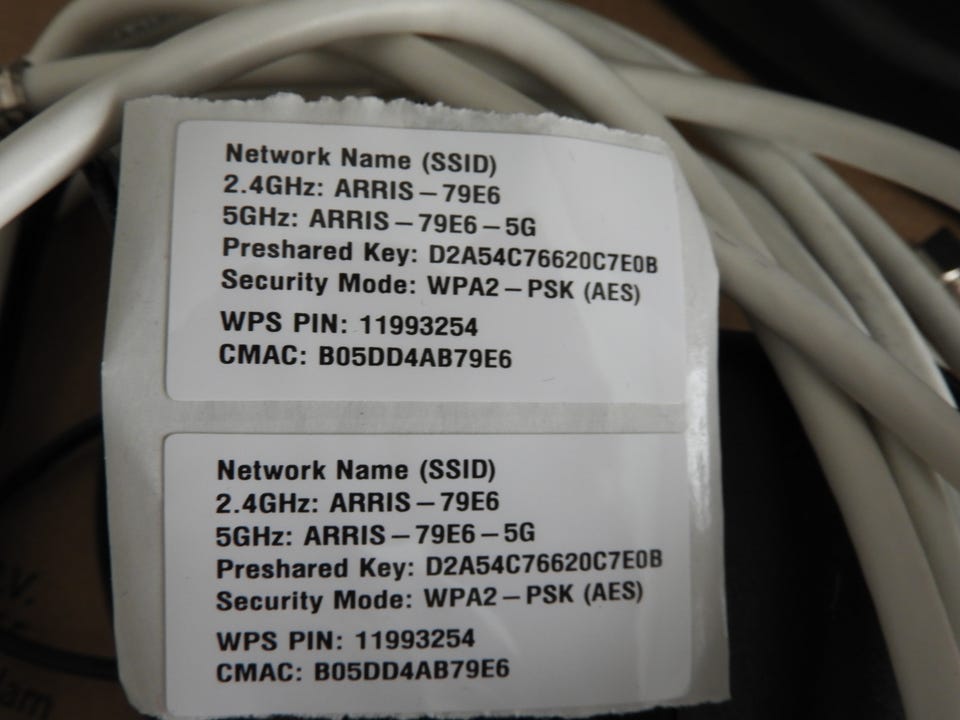 Network Name (SSID)
2.4GHz: ARRIS – 79E6
5GHz: ARRIS – 79E6 – 5G
Preshared Key: D2A54C76620C7E0B
Security Mode: WPA2 – PSK (AES)
WPS PIN: 11993254
CMAC: B05DD4AB79E6
Network Name (SSID)
2.4GHz: ARRIS – 79E6
5GHz: ARRIS – 79E6 – 5G
Preshared Key: D2A54C76620C7E0B
Security Mode: WPA2 – PSK (AES)
WPS PIN: 11993254
CMAC: B05DD4AB79E6